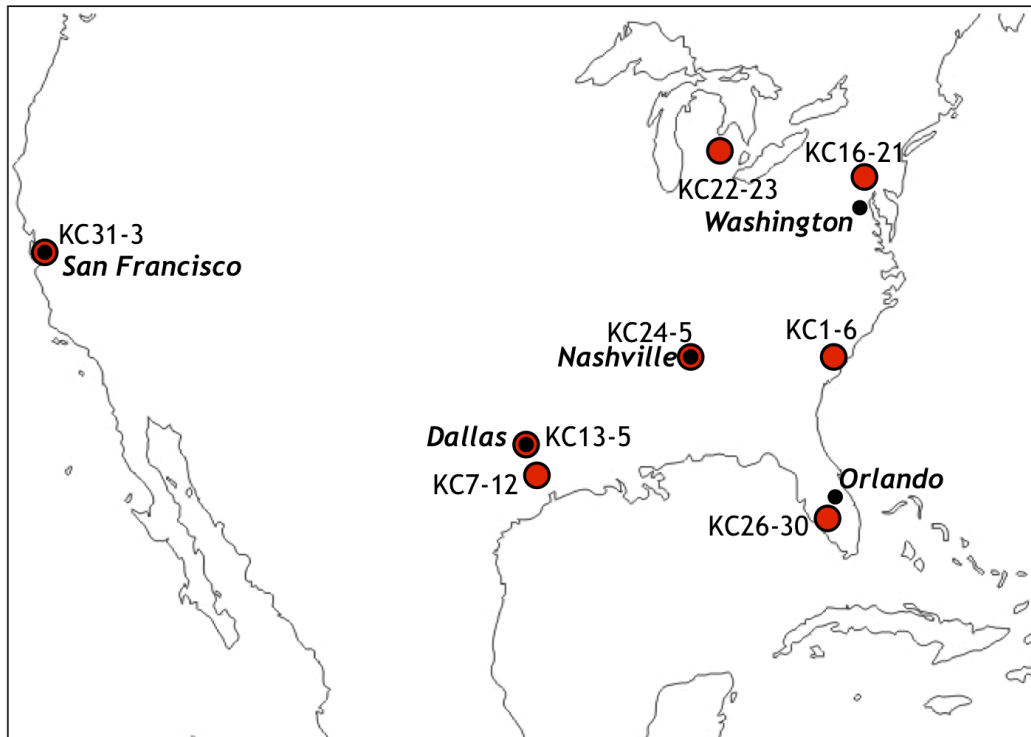 KC16-21
KC22-23
Washington
KC31-3
San Francisco
KC24-5
Nashville
KC1-6
Dallas
KC13-5
KC7-12
Orlando
KC26-30